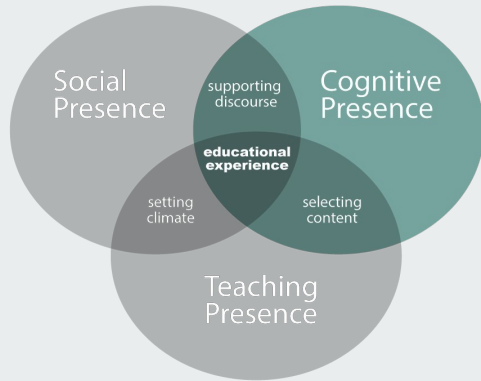 Social
Presence
supporting
discourse
Cognitive
Presence
educational
experience
setting
climate
selecting
content
Teaching
Presence